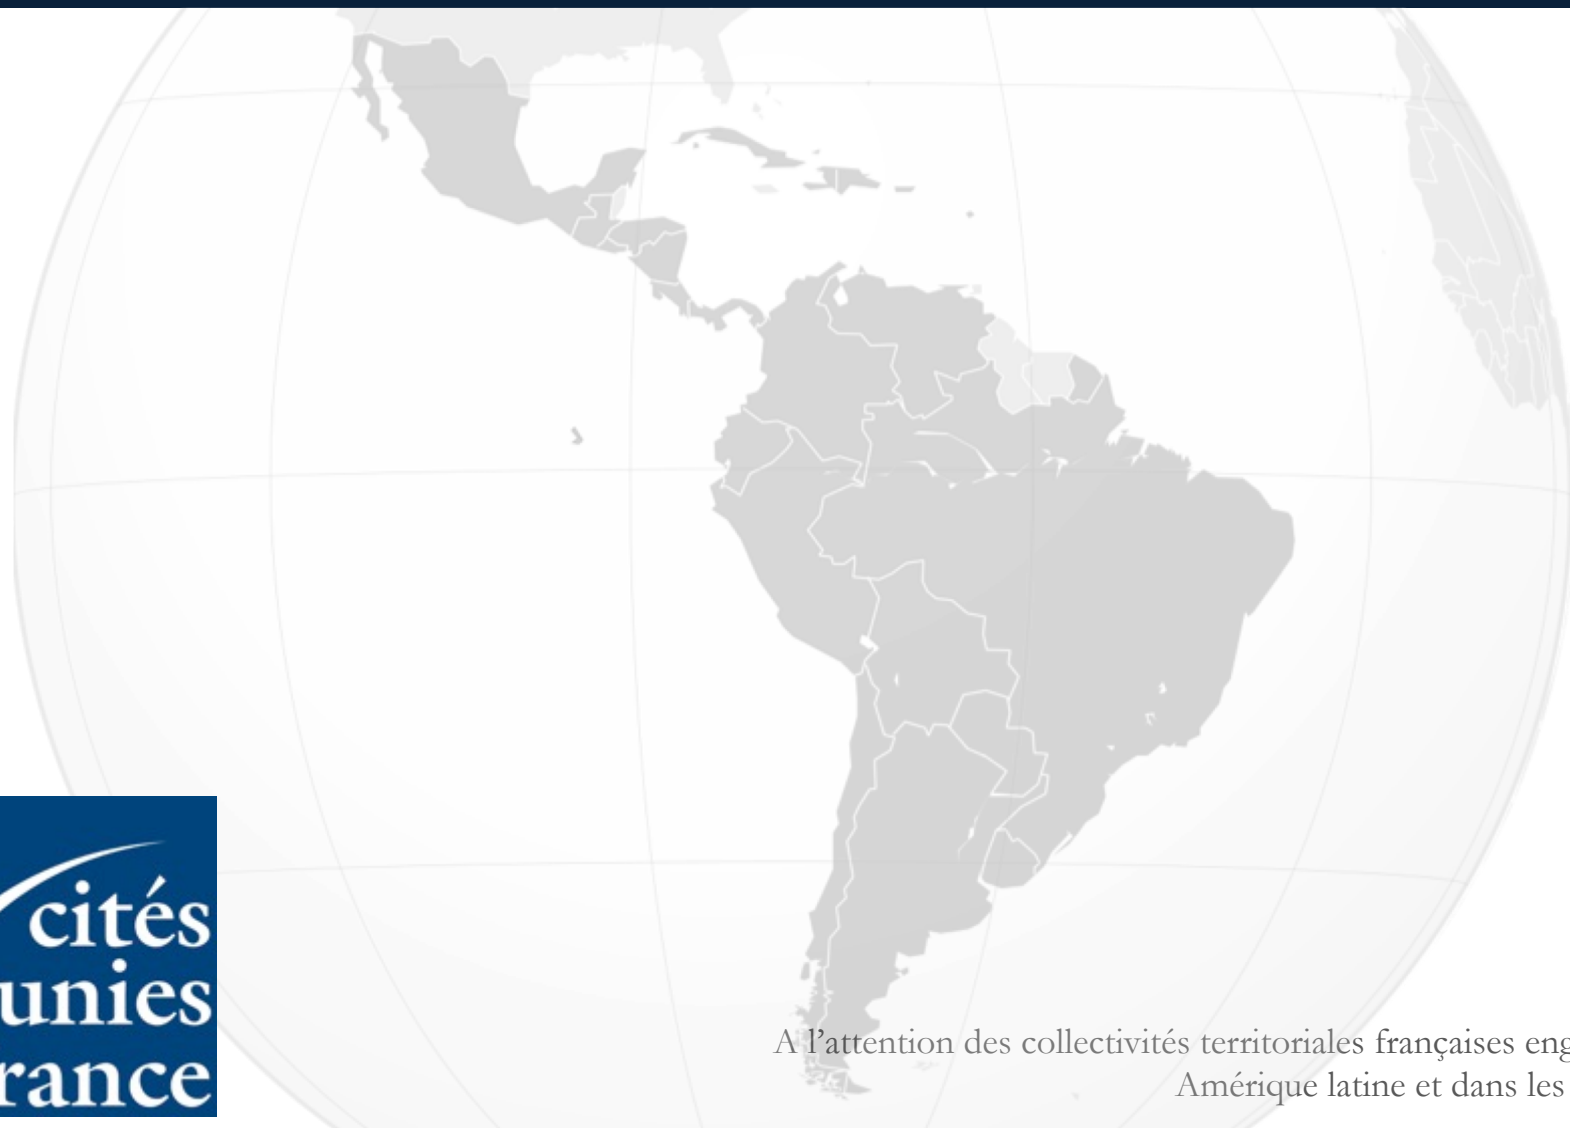 cités
unies
rance
A l’attention des collectivités territoriales françaises eng
Amérique latine et dans les